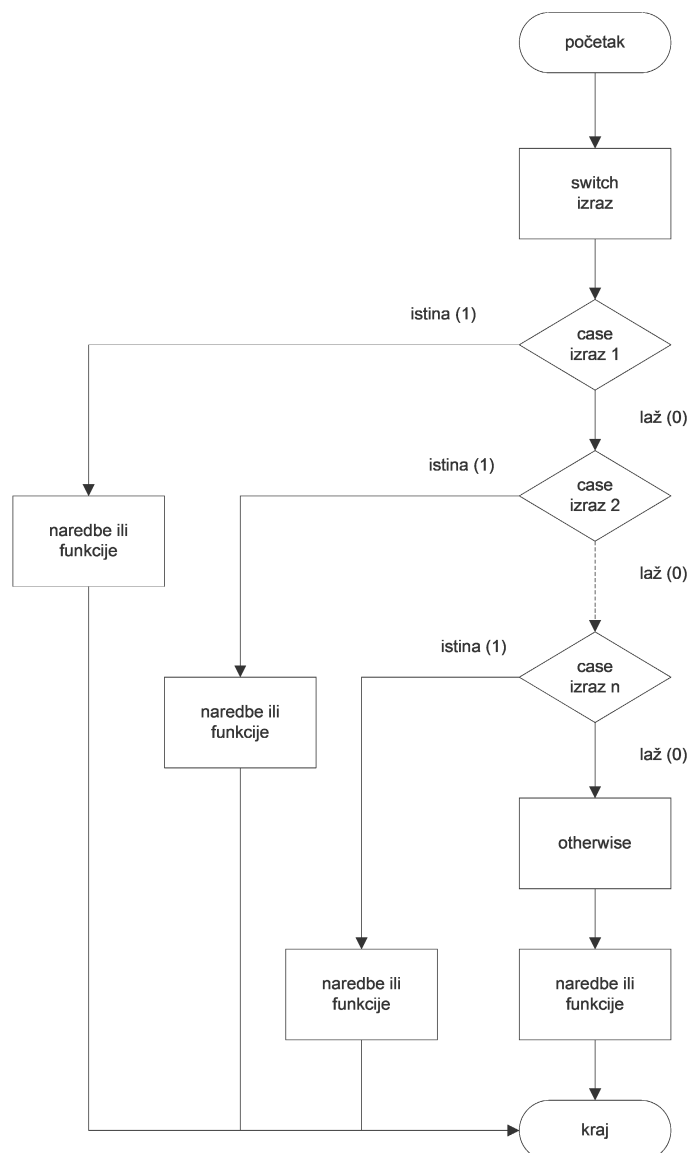 početak
switch
izraz
istina (1)
case
izraz 1
laž (0)
istina (1)
case
izraz 2
naredbe ili
funkcije
laž (0)
istina (1)
case
izraz n
naredbe ili
funkcije
laž (0)
otherwise
naredbe ili
funkcije
naredbe ili
funkcije
kraj